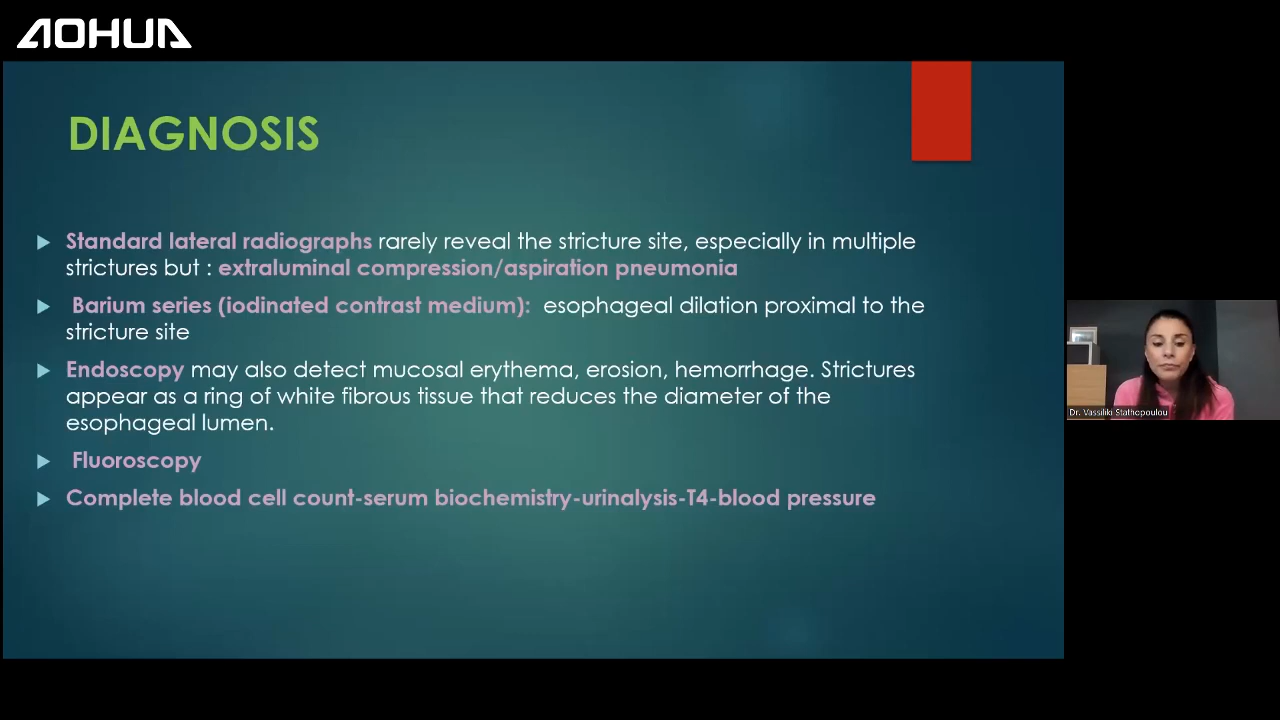 AOHUA
DIAGNOSIS
Standard lateral radiographs rarely reveal the stricture site, especially in multiple
strictures but : extraluminal compression/aspiration pneumonia
Barium series (iodinated contrast medium): esophageal dilation proximal to the
stricture site
Endoscopy may also detect mucosal erythema, erosion, hemorrhage. Strictures
appear as a ring of white fibrous tissue that reduces the diameter of the
esophageal lumen.
Fluoroscopy
Complete blood cell count-serum biochemistry-urinalysis-T4-blood pressure
Dr. Vassiliki Stathopoulou